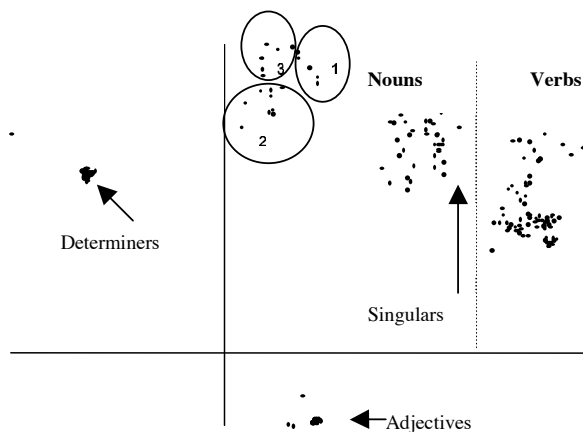 3 1
Nouns Verbs
2
Determiners
Singulars
Adjectives